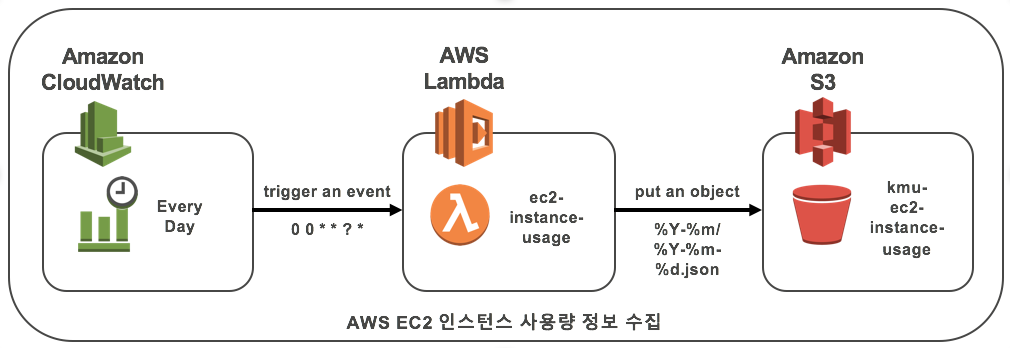 Amazon
CloudWatch
AWS
Lambda
Amazon
S3
Every
Day
trigger an event
0 0 * * ? *
ec2-
instance-
usage
put an object
%Y-%m/
%Y-%m-
%d.json
kmu-
ec2-
instance-
usage
AWS EC2 인스턴스 사용량 정보 수집